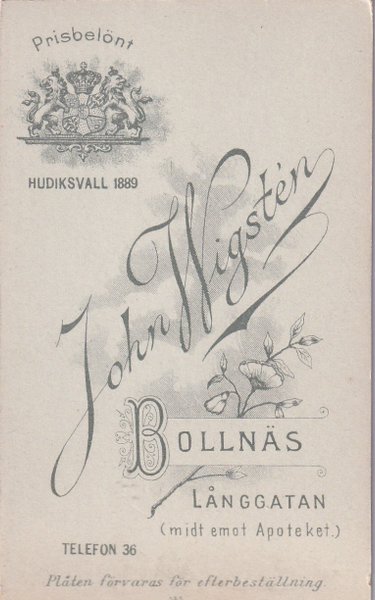 Prisbelönt
HUDIKSVALL 1889
John Wigstén
BOLLNÄS
LÅNGGATAN
(midt emot Apoteket.)
TELEFON 36
Plåten förvaras för efterbeställning.